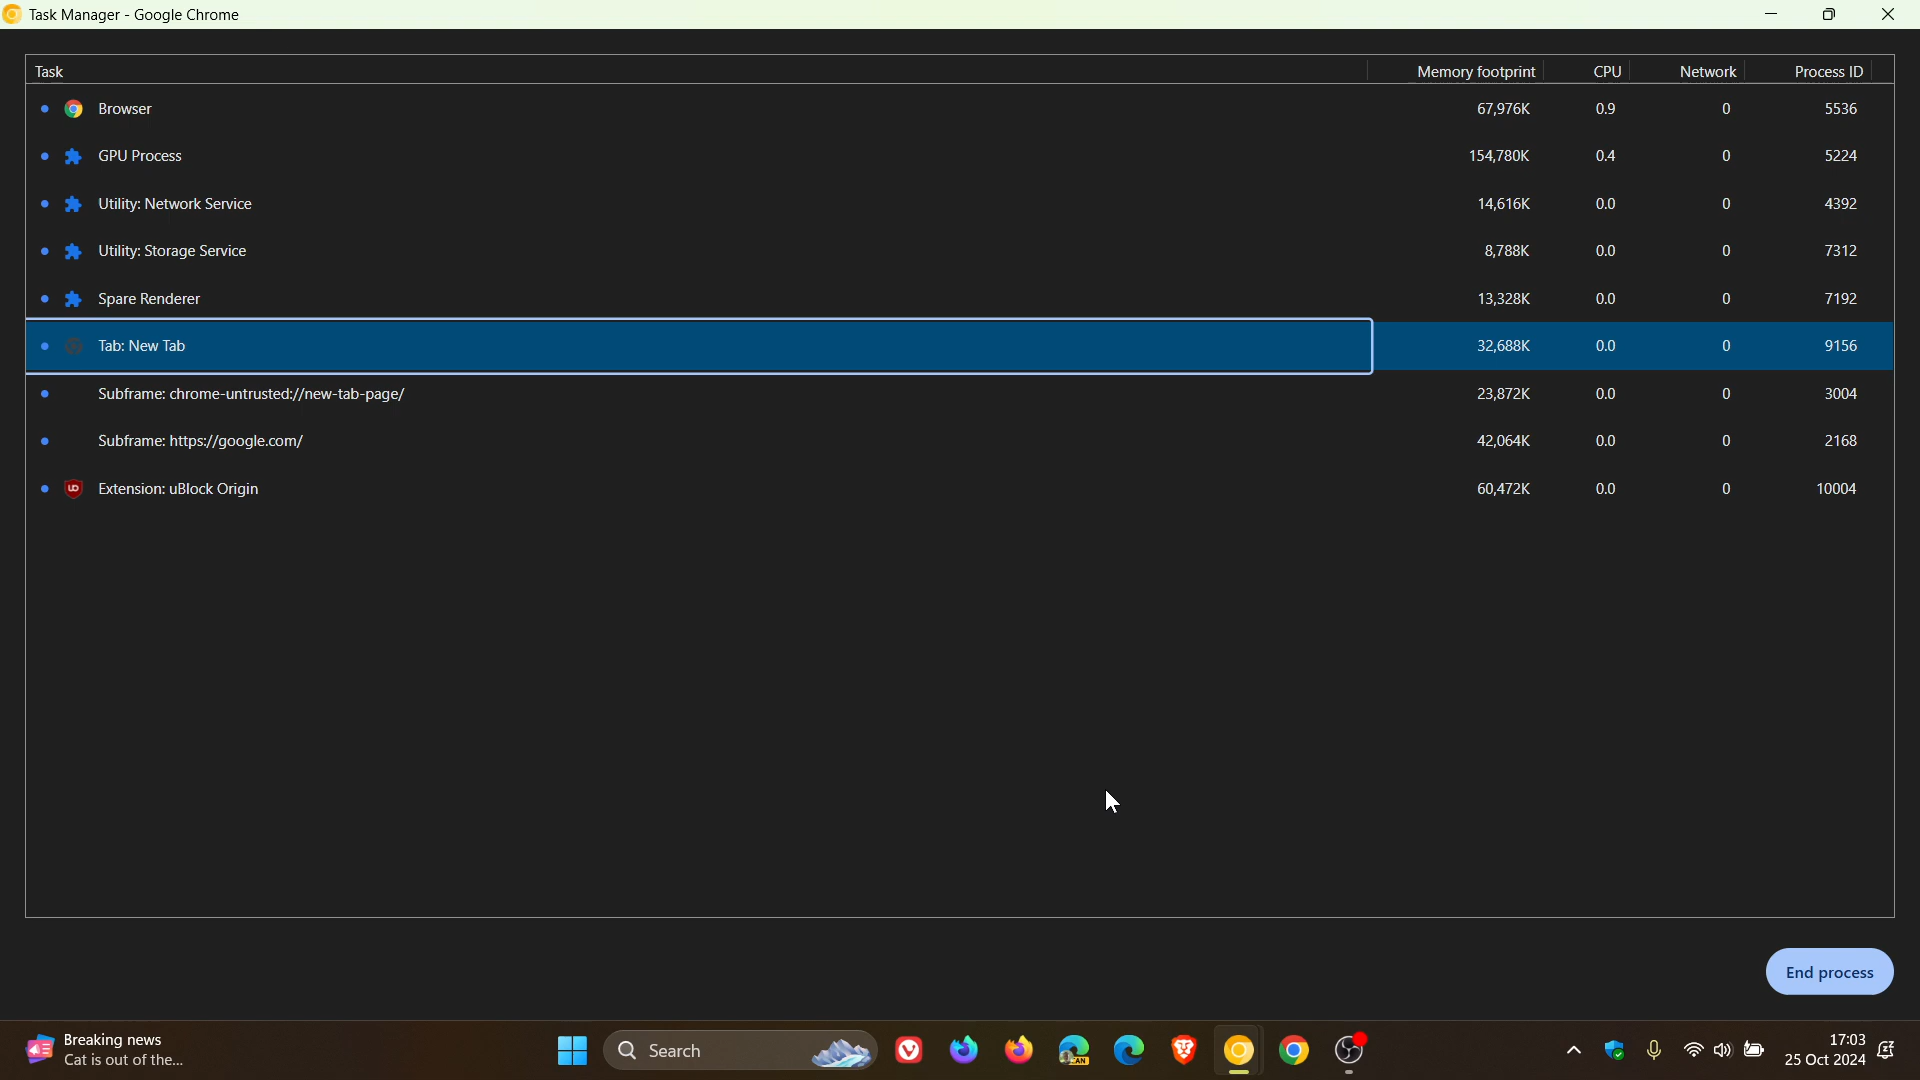 Task Manager - Google Chrome
Task Memory footprint CPU Network Process ID
Browser 67,976K 0.9 0 5536
GPU Process 154,780K 0.4 0 5224
Utility: Network Service 14,616K 0.0 0 4392
Utility: Storage Service 8,788K 0.0 0 7312
Spare Renderer 13,328K 0.0 0 7192
Tab: New Tab 32,688K 0.0 0 9156
Subframe: chrome-untrusted://new-tab-page/ 23,872K 0.0 0 3004
Subframe: https://google.com/ 42,064K 0.0 0 2168
Extension: uBlock Origin 60,472K 0.0 0 10004
End process
Breaking news
Cat is out of the...
Search
CAN
17:03
25 Oct 2024